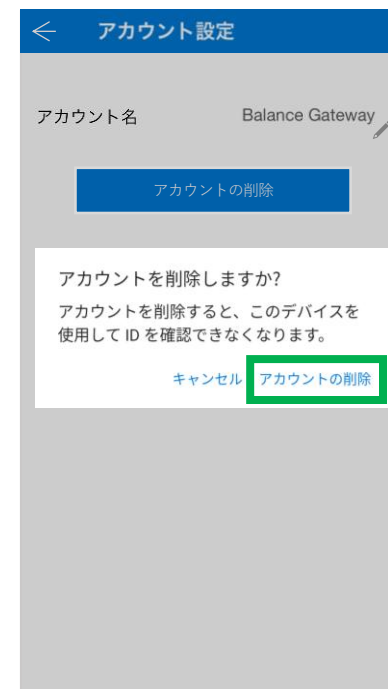 アカウント設定
アカウント名 Balance Gateway
アカウントの削除
アカウントを削除しますか?
アカウントを削除すると、このデバイスを
使用して ID を確認できなくなります。
キャンセル アカウントの削除